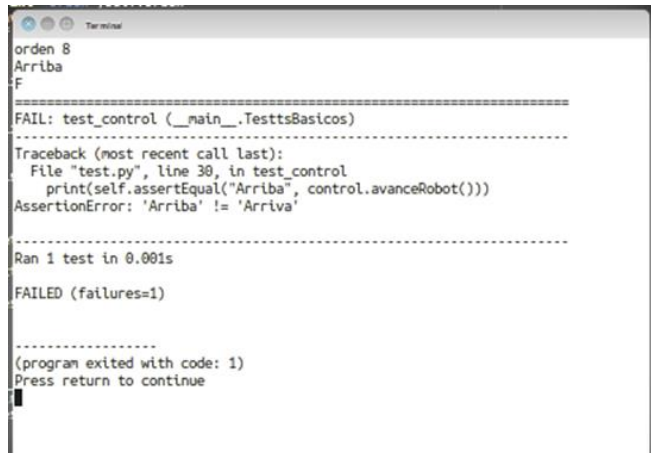 Terminal
orden 8
Arriba
F
======================================================================
FAIL: test_control (__main__.TesttsBasicos)
----------------------------------------------------------------------
Traceback (most recent call last):
  File "test.py", line 30, in test_control
    print(self.assertEqual("Arriba", control.avanceRobot()))
AssertionError: 'Arriba' != 'Arriva'

----------------------------------------------------------------------
Ran 1 test in 0.001s

FAILED (failures=1)


------------------
(program exited with code: 1)
Press return to continue